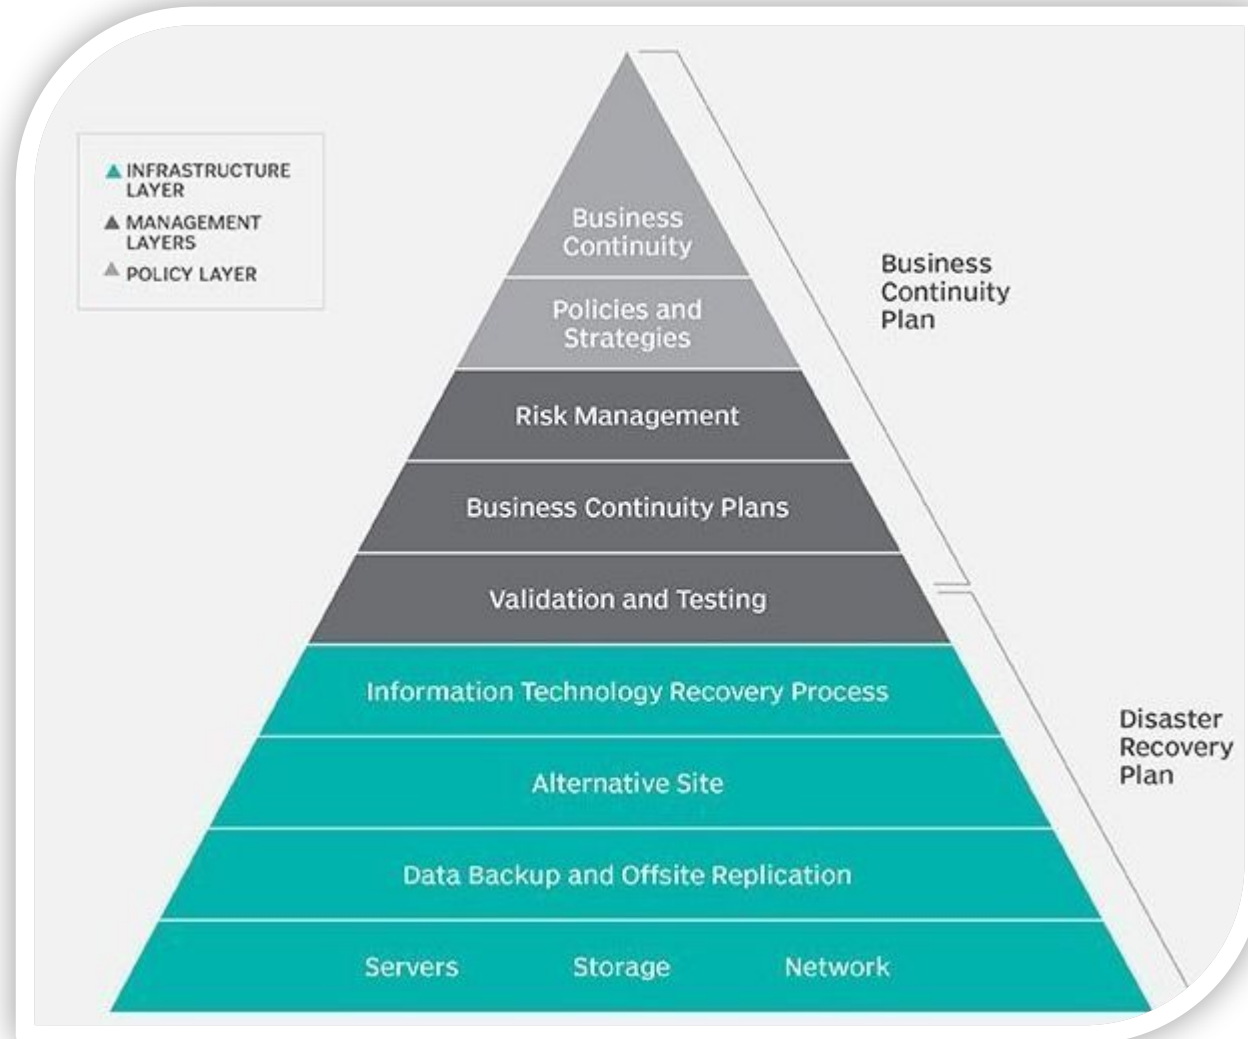 INFRASTRUCTURE
LAYER
MANAGEMENT
LAYERS
POLICY LAYER
Business
Continuity
Policies and
Strategies
Risk Management
Business Continuity Plans
Validation and Testing
Information Technology Recovery Process
Alternative Site
Data Backup and Offsite Replication
Servers Storage Network
Business
Continuity
Plan
Disaster
Recovery
Plan